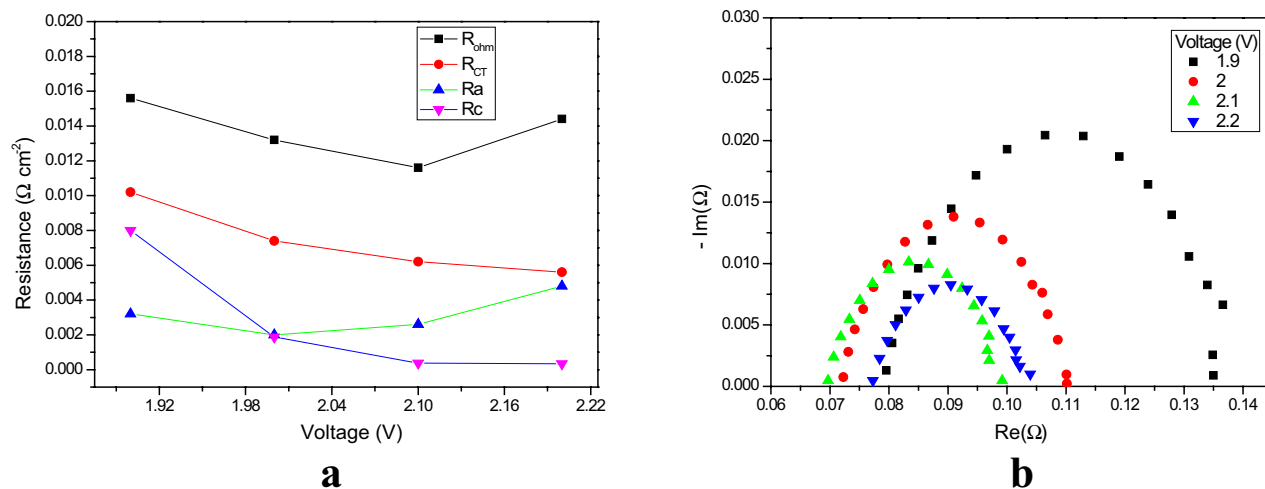 0.020
0.018
0.016
0.014
0.012
0.010
0.008
0.006
0.004
0.002
0.000
Resistance (Ω cm⁻²)
R_ohm
R_CT
Ra
Rc
1.92 1.98 2.04 2.10 2.16 2.22
Voltage (V)
a
0.030
0.025
0.020
0.015
0.010
0.005
0.000
- Im(Ω)
Voltage (V)
1.9
2
2.1
2.2
0.06 0.07 0.08 0.09 0.10 0.11 0.12 0.13 0.14
Re(Ω)
b